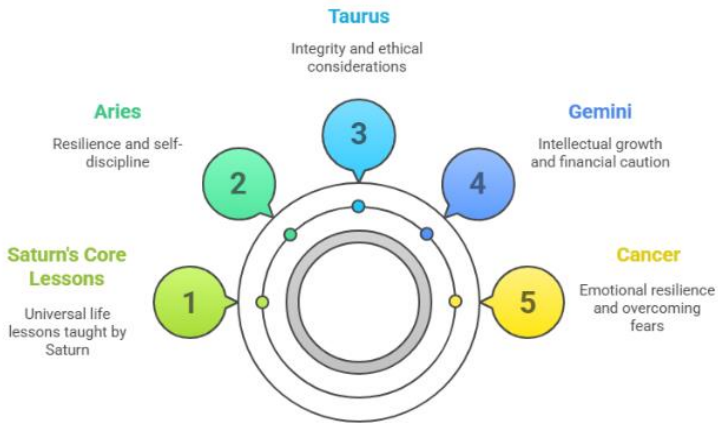 Saturn's Core
Lessons
Universal life
lessons taught by
Saturn
1
Aries
Resilience and self-
discipline
2
Taurus
Integrity and ethical
considerations
3
Gemini
Intellectual growth
and financial caution
4
Cancer
Emotional resilience
and overcoming
fears
5